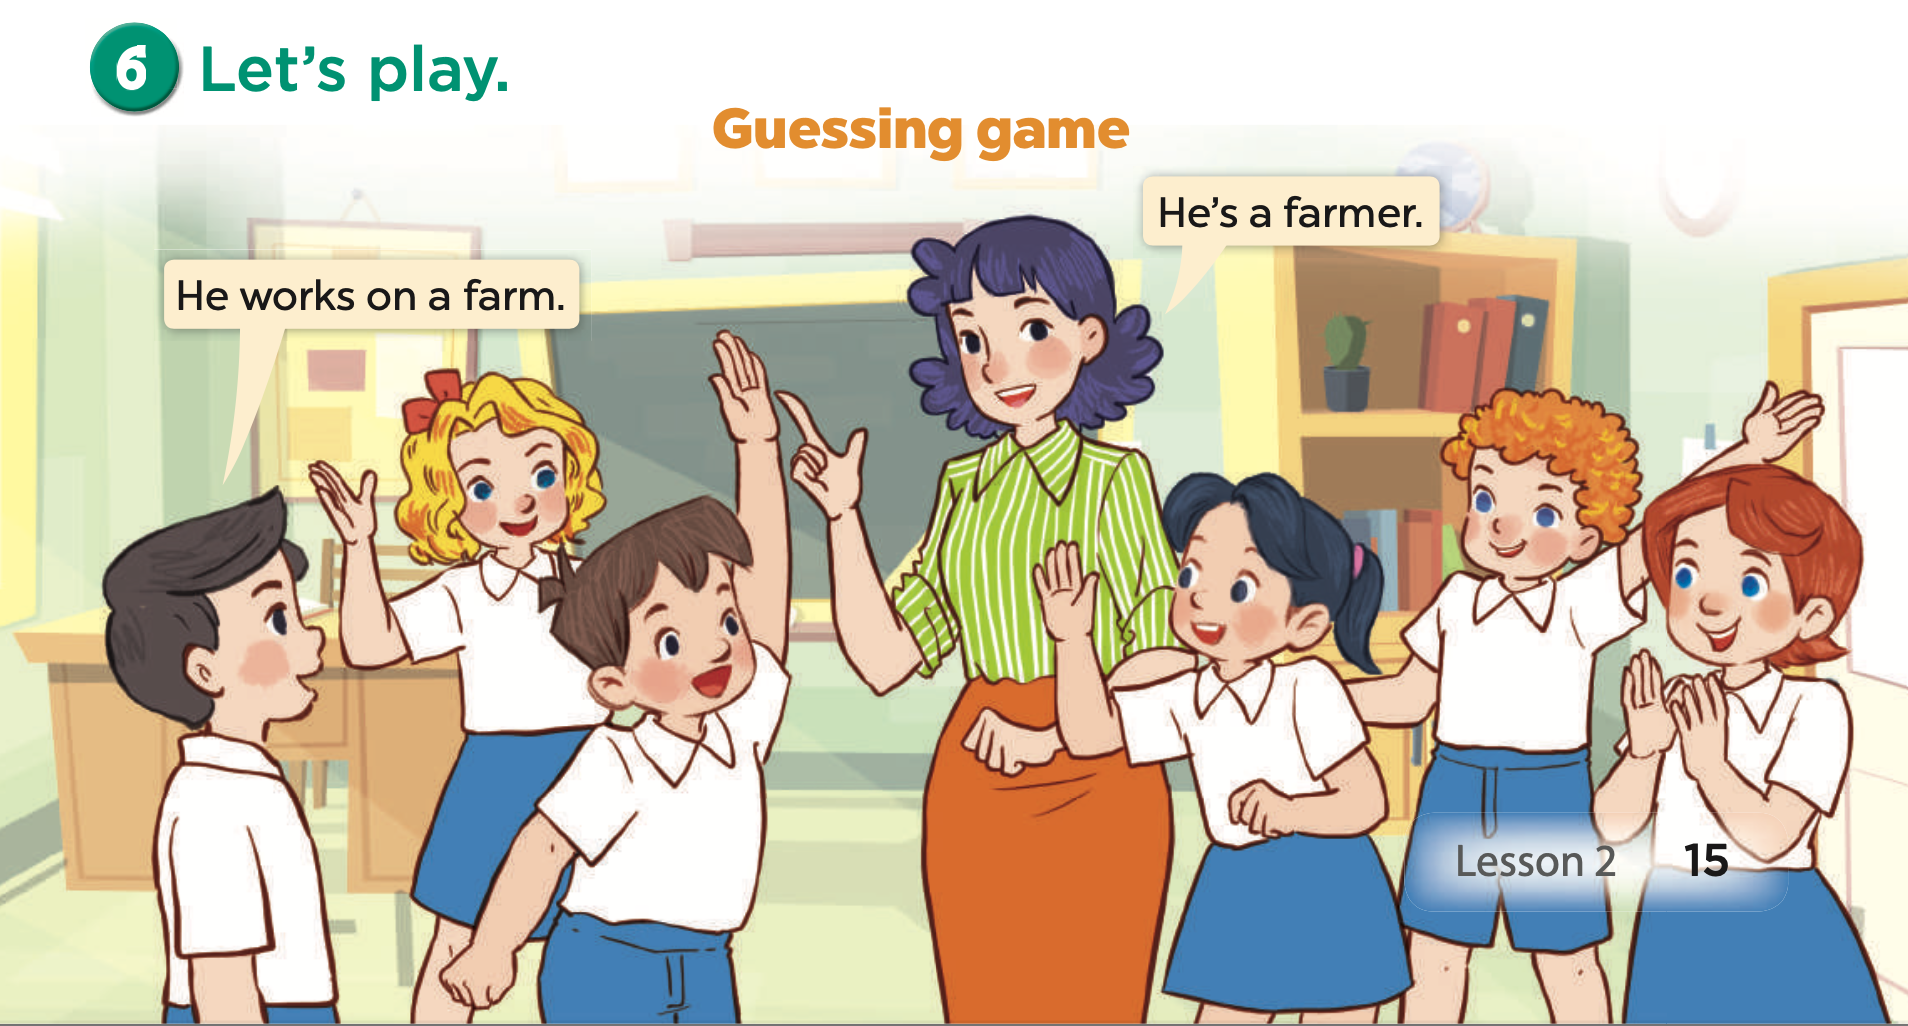 6 Let's play.
Guessing game
He's a farmer.
He works on a farm.
Lesson 2 15